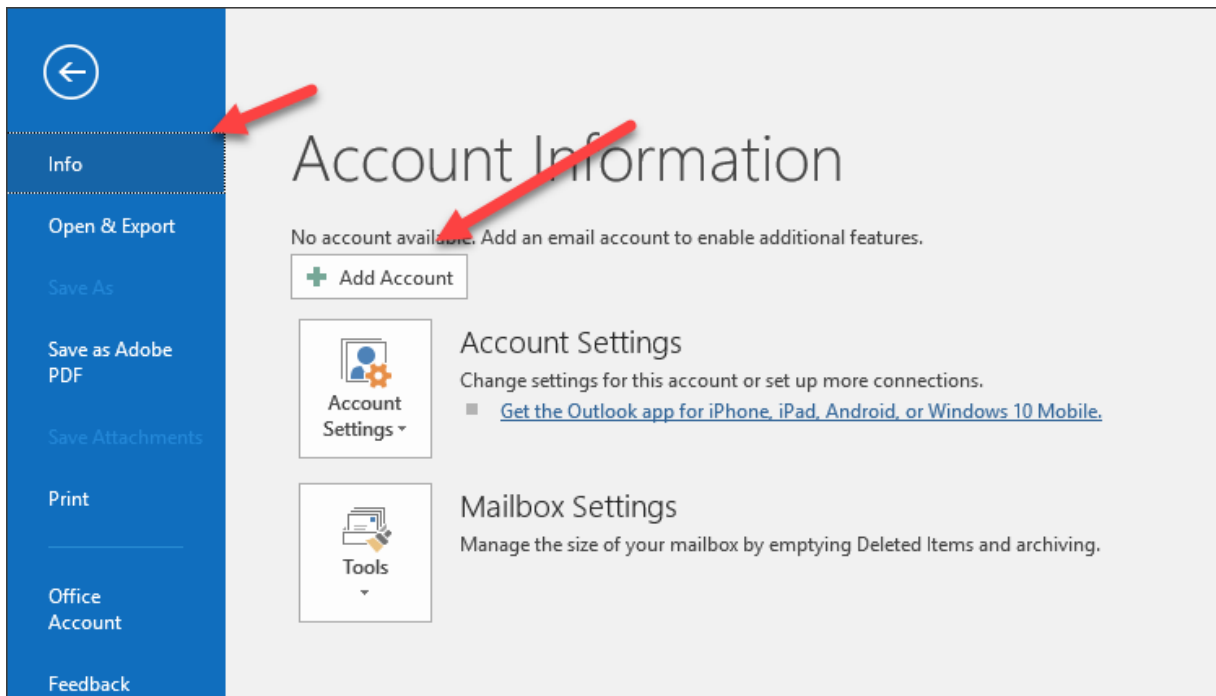 Info
Open & Export
Save As
Save as Adobe
PDF
Save Attachments
Print
Office
Account
Feedback
Account Information
No account available. Add an email account to enable additional features.
Add Account
Account
Settings
Account Settings
Change settings for this account or set up more connections.
Get the Outlook app for iPhone, iPad, Android, or Windows 10 Mobile.
Tools
Mailbox Settings
Manage the size of your mailbox by emptying Deleted Items and archiving.